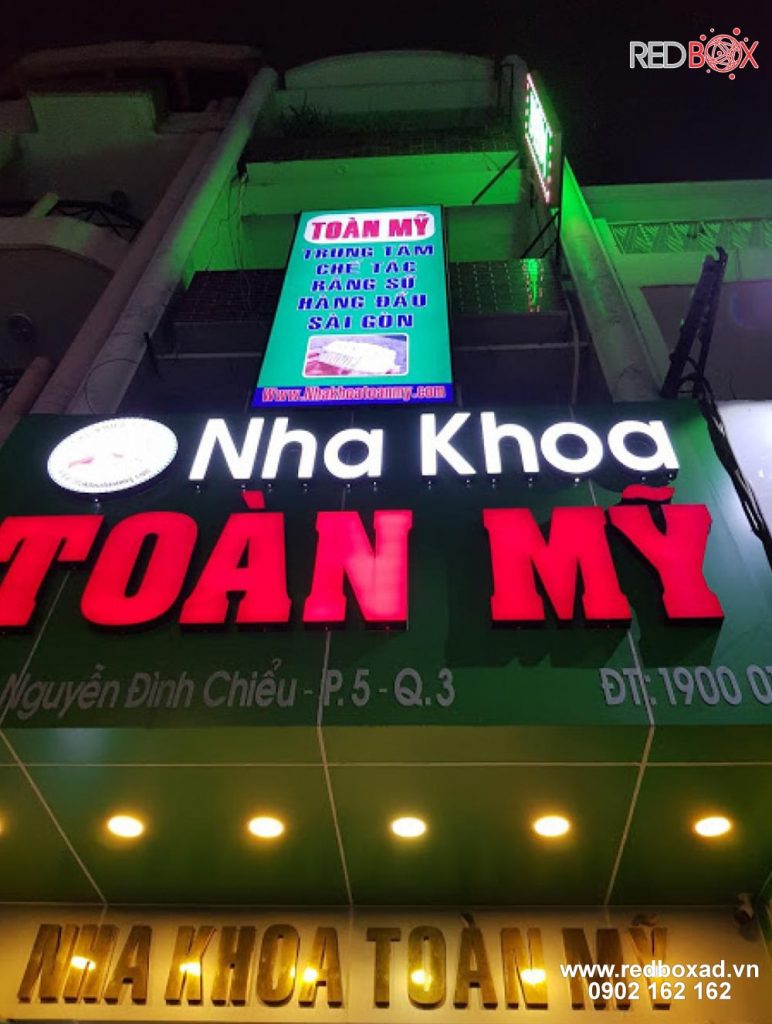 REDBOX
TOÀN MỸ
TRUNG TÂM
CHẾ TÁC
RĂNG SỨ
HÀNG ĐẦU
SÀI GÒN
Www.Nhakhoatoanmy.com
Nha Khoa
TOÀN MỸ
Nguyễn Đình Chiểu - P.5 - Q.3
ĐT: 1900 0
NHA KHOA TOÀN MỸ
www.redboxad.vn
0902 162 162